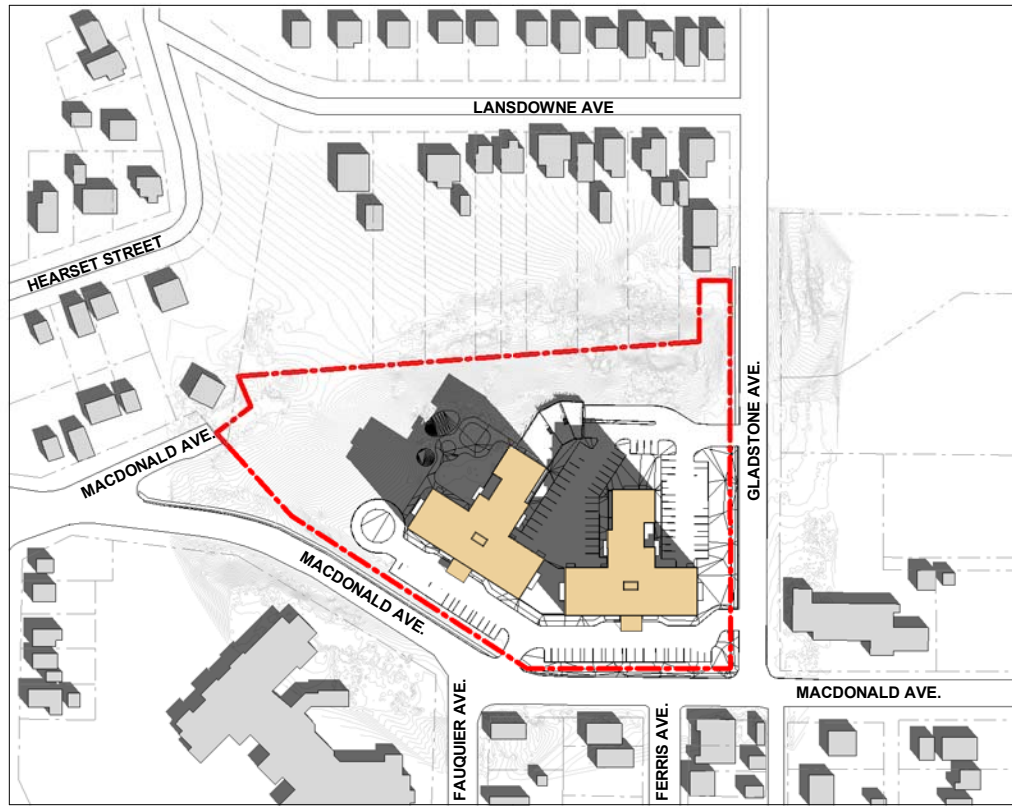 LANSDOWNE AVE
HEARSET STREET
MACDONALD AVE.
GLADSTONE AVE.
MACDONALD AVE.
MACDONALD AVE.
FAUQUIER AVE.
FERRIS AVE.